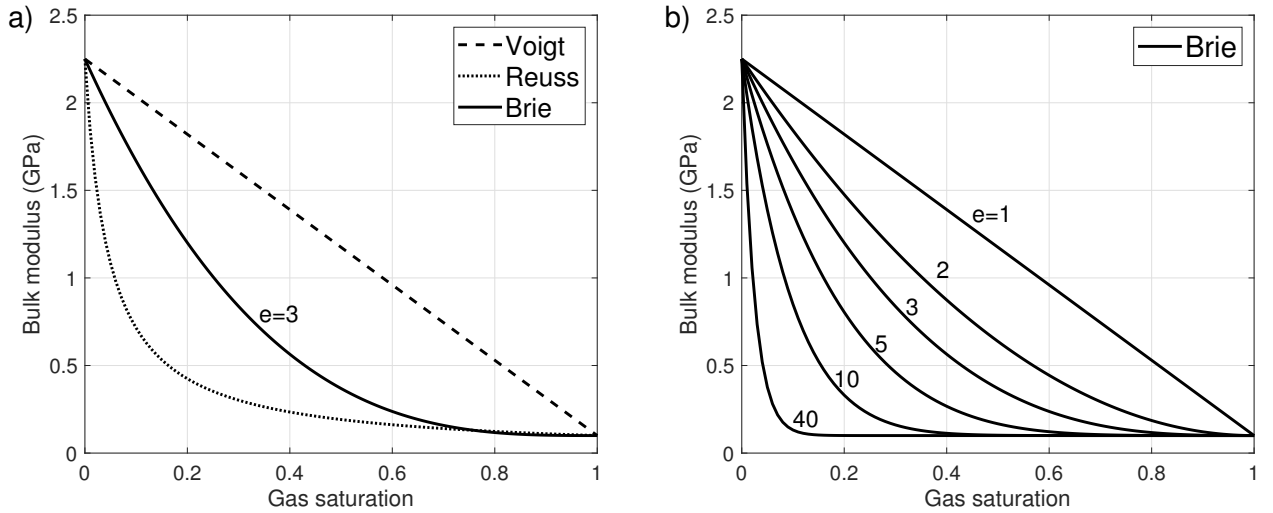 a)
2.5
2
1.5
1
0.5
0
Bulk modulus (GPa)
Voigt
Reuss
Brie
e=3
0 0.2 0.4 0.6 0.8 1
Gas saturation
b)
2.5
2
1.5
1
0.5
0
Bulk modulus (GPa)
Brie
e=1
2
3
5
10
40
0 0.2 0.4 0.6 0.8 1
Gas saturation